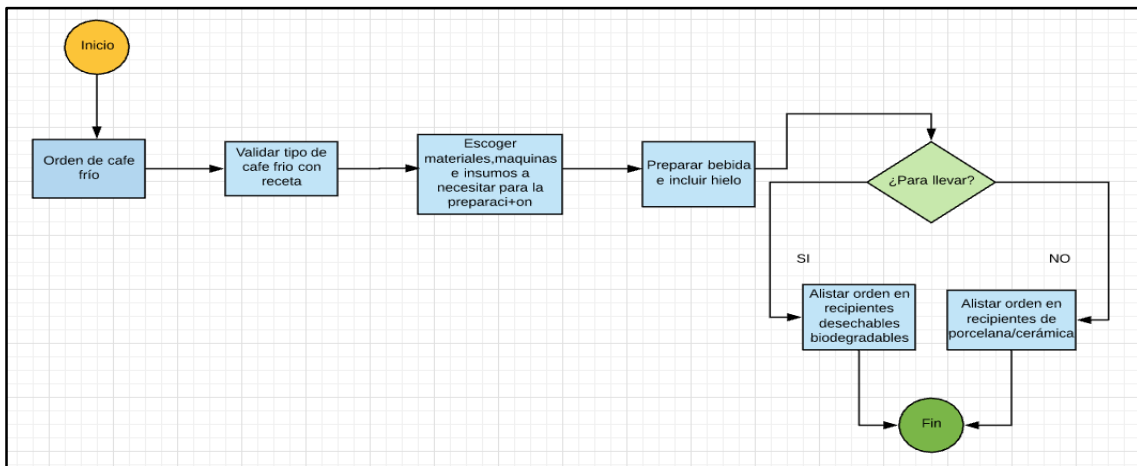 Inicio
Orden de cafe
frío
Validar tipo de
cafe frio con
receta
Escoger
materiales,maquinas
e insumos a
necesitar para la
preparaci+on
Preparar bebida
e incluir hielo
¿Para llevar?
SI
NO
Alistar orden en
recipientes
desechables
biodegradables
Alistar orden en
recipientes de
porcelana/cerámica
Fin